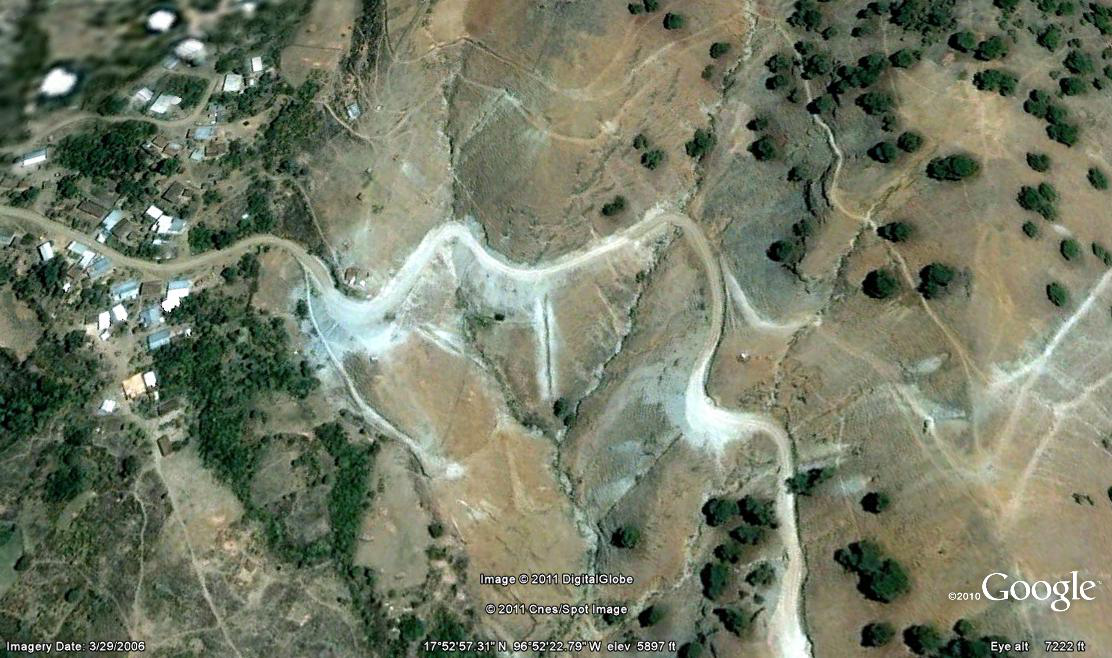 Image © 2011 DigitalGlobe
© 2011 Cnes/Spot Image
©2010 Google™
Imagery Date: 3/29/2006 17°52'57.31" N 96°52'22.79" W elev 5897 ft Eye alt 7222 ft